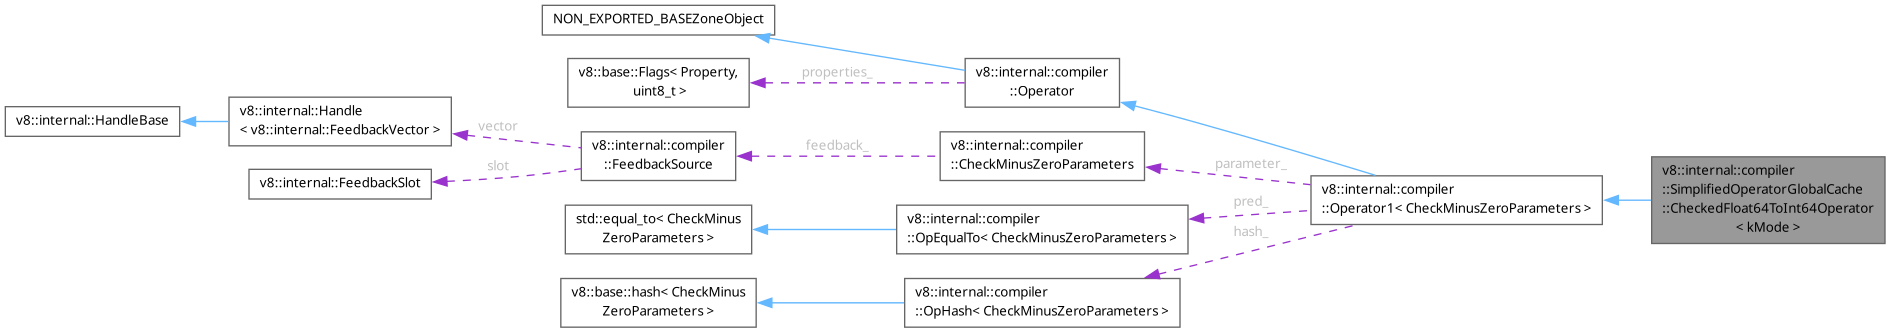 NON_EXPORTED_BASEZoneObject
v8::base::Flags< Property,
uint8_t >
properties_
v8::internal::compiler
::Operator
v8::internal::HandleBase
v8::internal::Handle
< v8::internal::FeedbackVector >
vector
v8::internal::FeedbackSlot
slot
v8::internal::compiler
::FeedbackSource
feedback_
v8::internal::compiler
::CheckMinusZeroParameters
parameter_
std::equal_to< CheckMinus
ZeroParameters >
v8::internal::compiler
::OpEqualTo< CheckMinusZeroParameters >
pred_
hash_
v8::base::hash< CheckMinus
ZeroParameters >
v8::internal::compiler
::OpHash< CheckMinusZeroParameters >
v8::internal::compiler
::Operator1< CheckMinusZeroParameters >
v8::internal::compiler
::SimplifiedOperatorGlobalCache
::CheckedFloat64ToInt64Operator
< kMode >